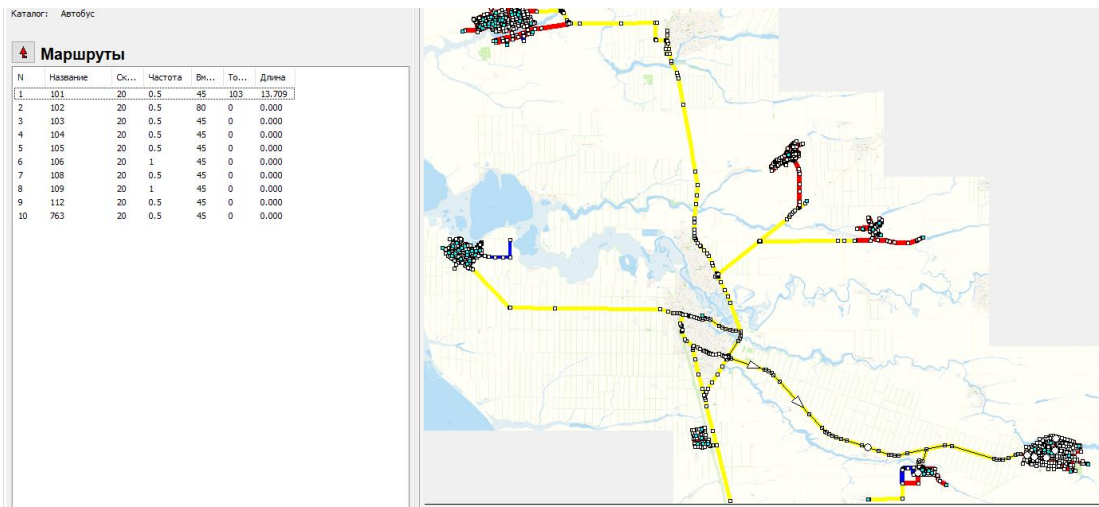 Каталог: Автобус
Маршруты
N Название Ск... Частота Вм... То... Длина
1 101 20 0.5 45 103 13.709
2 102 20 0.5 80 0 0.000
3 103 20 0.5 45 0 0.000
4 104 20 0.5 45 0 0.000
5 105 20 0.5 45 0 0.000
6 106 20 1 45 0 0.000
7 108 20 0.5 45 0 0.000
8 109 20 1 45 0 0.000
9 112 20 0.5 45 0 0.000
10 763 20 0.5 45 0 0.000